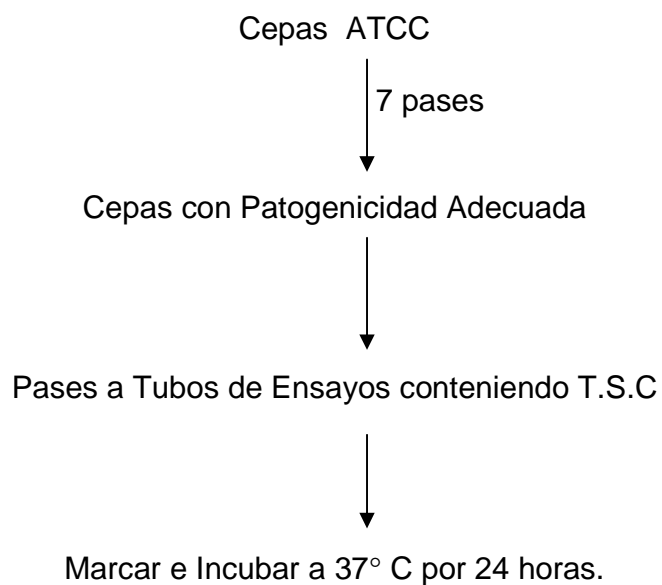 Cepas ATCC
7 pases
Cepas con Patogenicidad Adecuada
Pases a Tubos de Ensayos conteniendo T.S.C
Marcar e Incubar a 37° C por 24 horas.